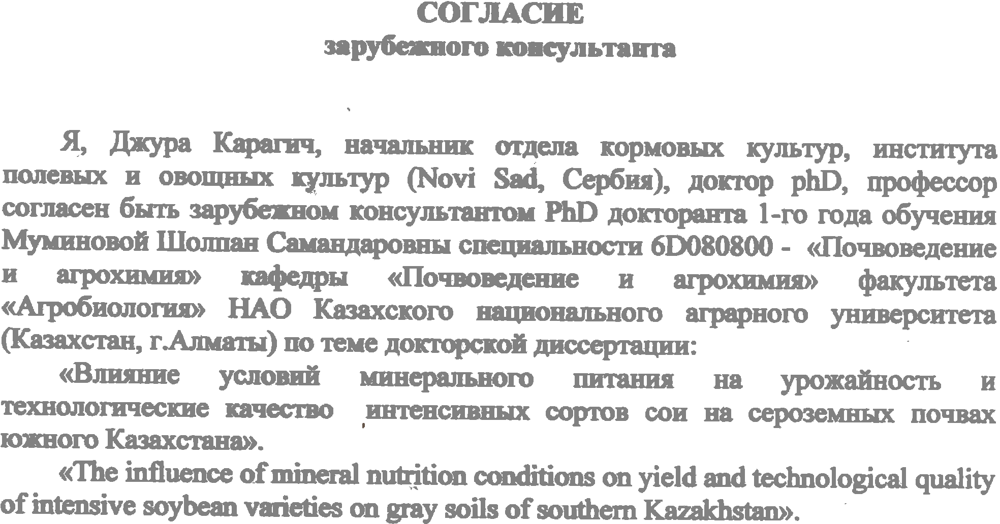 СОГЛАСИЕ
зарубежного консультанта
Я, Джура Карагич, начальник отдела кормовых культур, института
полевых и овощных культур (Novi Sad, Сербия), доктор phD, профессор
согласен быть зарубежном консультантом PhD докторанта 1-го года обучения
Муминовой Шолпан Самандаровны специальности 6D080800 - «Почвоведение
и агрохимия» кафедры «Почвоведение и агрохимия» факультета
«Агробиология» НАО Казахского национального аграрного университета
(Казахстан, г.Алматы) по теме докторской диссертации:
«Влияние условий минерального питания на урожайность и
технологические качество интенсивных сортов сои на сероземных почвах
южного Казахстана».
«The influence of mineral nutrition conditions on yield and technological quality
of intensive soybean varieties on gray soils of southern Kazakhstan».